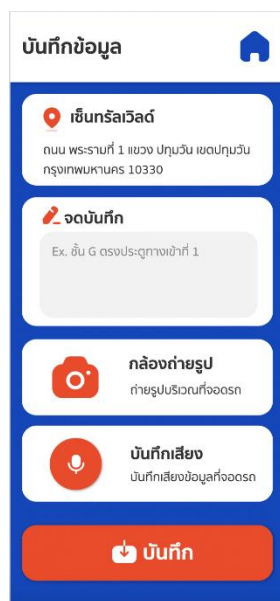 บันทึกข้อมูล
เซ็นทรัลเวิลด์
ถนน พระรามที่ 1 แขวง ปทุมวัน เขตปทุมวัน
กรุงเทพมหานคร 10330
จดบันทึก
Ex. ชั้น G ตรงประตูทางเข้าที่ 1
กล้องถ่ายรูป
ถ่ายรูปบริเวณที่จอดรถ
บันทึกเสียง
บันทึกเสียงข้อมูลที่จอดรถ
บันทึก